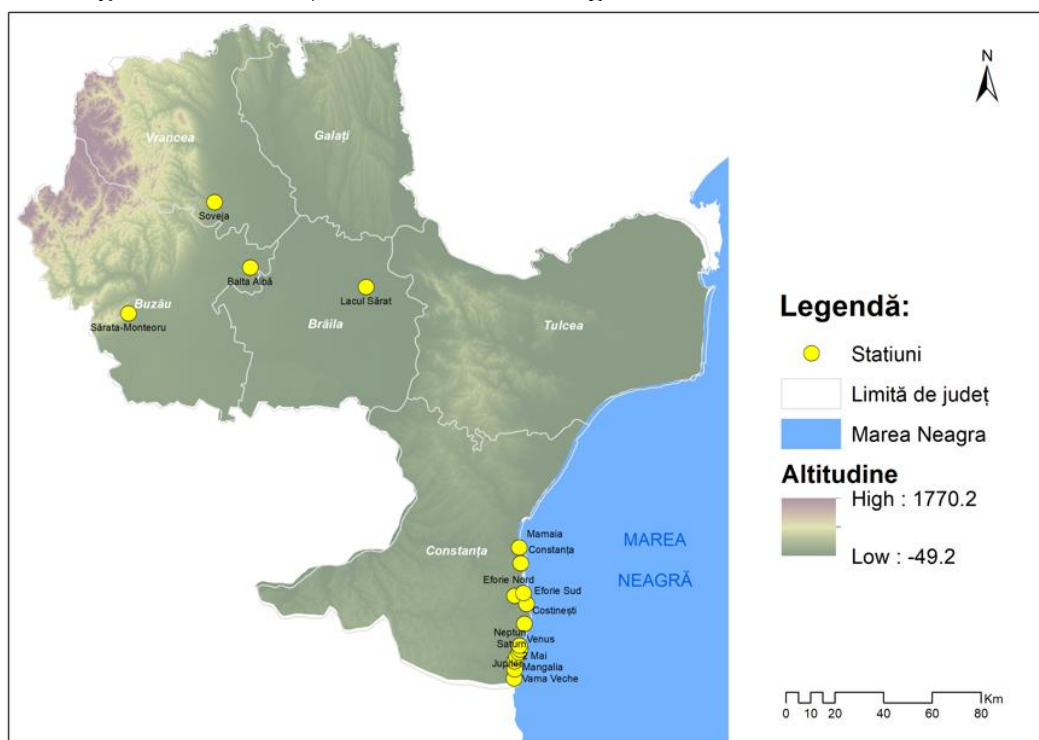 N
Vrancea
Galați
Soveja
Balta Albă
Lacul Sărat
Buzău
Sărata-Monteoru
Brăila
Tulcea
Legendă:
Statiuni
Limită de județ
Marea Neagra
Altitudine
High : 1770.2
Low : -49.2
Mamaia
Constanța
Constanța
MAREA
NEAGRĂ
Eforie Nord
Eforie Sud
Costinești
Neptun
Venus
Saturn
2 Mai
Jupiter
Mangalia
Vama Veche
Km
0 10 20 40 60 80